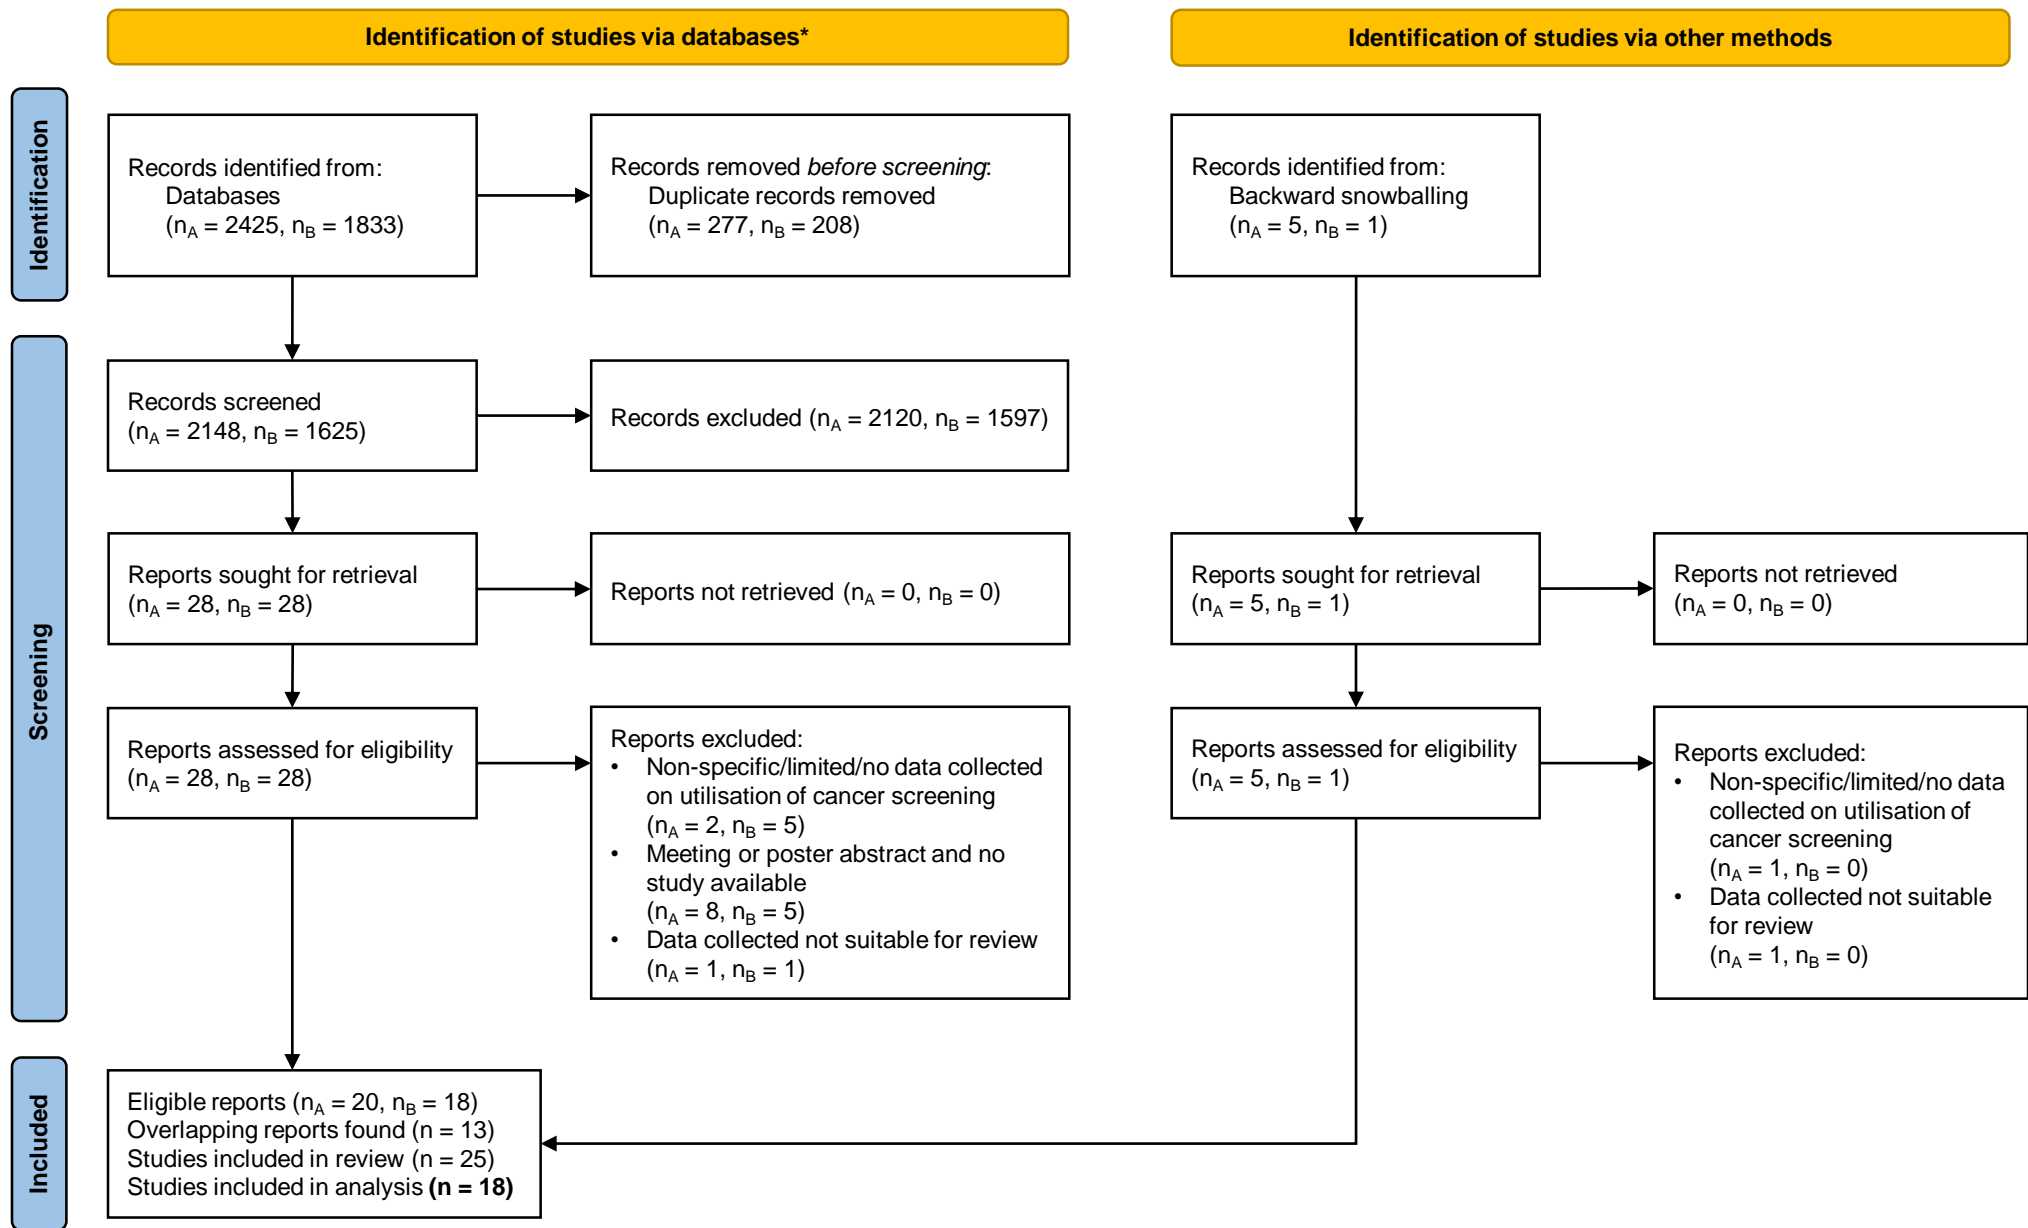 Identification of studies via databases*
Identification of studies via other methods
Identification
Records identified from:
Databases
(nA = 2425, nB = 1833)
Records removed before screening:
Duplicate records removed
(nA = 277, nB = 208)
Records identified from:
Backward snowballing
(nA = 5, nB = 1)
Screening
Records screened
(nA = 2148, nB = 1625)
Records excluded (nA = 2120, nB = 1597)
Reports sought for retrieval
(nA = 28, nB = 28)
Reports not retrieved (nA = 0, nB = 0)
Reports sought for retrieval
(nA = 5, nB = 1)
Reports not retrieved
(nA = 0, nB = 0)
Reports assessed for eligibility
(nA = 28, nB = 28)
Reports excluded:
• Non-specific/limited/no data collected
on utilisation of cancer screening
(nA = 2, nB = 5)
• Meeting or poster abstract and no
study available
(nA = 8, nB = 5)
• Data collected not suitable for review
(nA = 1, nB = 1)
Reports assessed for eligibility
(nA = 5, nB = 1)
Reports excluded:
• Non-specific/limited/no data
collected on utilisation of
cancer screening
(nA = 1, nB = 0)
• Data collected not suitable
for review
(nA = 1, nB = 0)
Included
Eligible reports (nA = 20, nB = 18)
Overlapping reports found (n = 13)
Studies included in review (n = 25)
Studies included in analysis (n = 18)